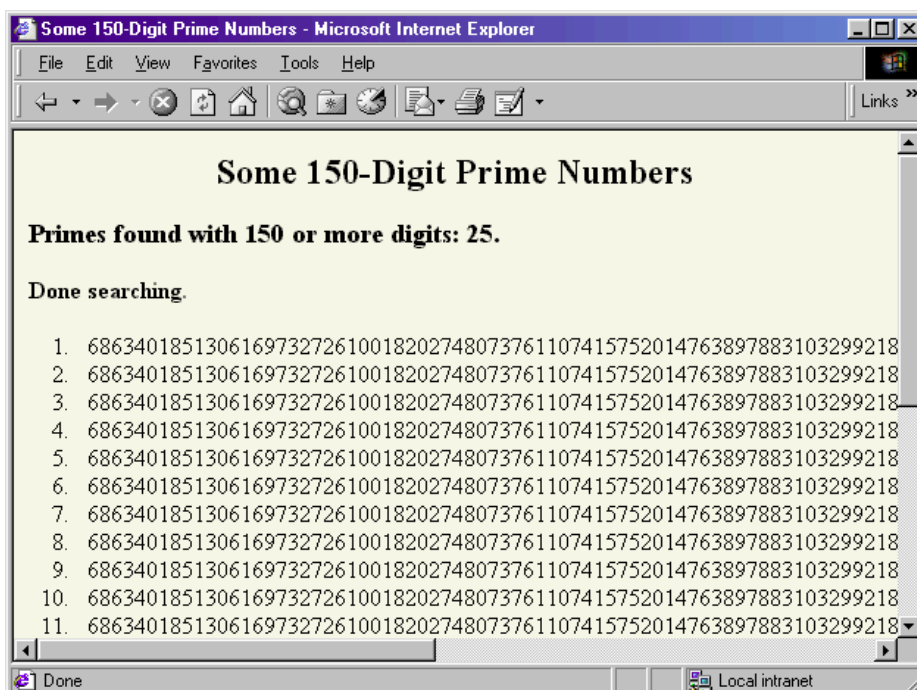 Some 150-Digit Prime Numbers - Microsoft Internet Explorer
File Edit View Favorites Tools Help
Links »
Some 150-Digit Prime Numbers
Primes found with 150 or more digits: 25.
Done searching.
1. 68634018513061697327261001820274807376110741575201476389788310329921 8
2. 686340185130616973272610018202748073761107415752014763897883103299218
3. 686340185130616973272610018202748073761107415752014763897883103299218
4. 686340185130616973272610018202748073761107415752014763897883103299218
5. 686340185130616973272610018202748073761107415752014763897883103299218
6. 686340185130616973272610018202748073761107415752014763897883103299218
7. 686340185130616973272610018202748073761107415752014763897883103299218
8. 686340185130616973272610018202748073761107415752014763897883103299218
9. 686340185130616973272610018202748073761107415752014763897883103299218
10. 686340185130616973272610018202748073761107415752014763897883103299218
11. 686340185130616973272610018202748073761107415752014763897883103299218
Done Local intranet